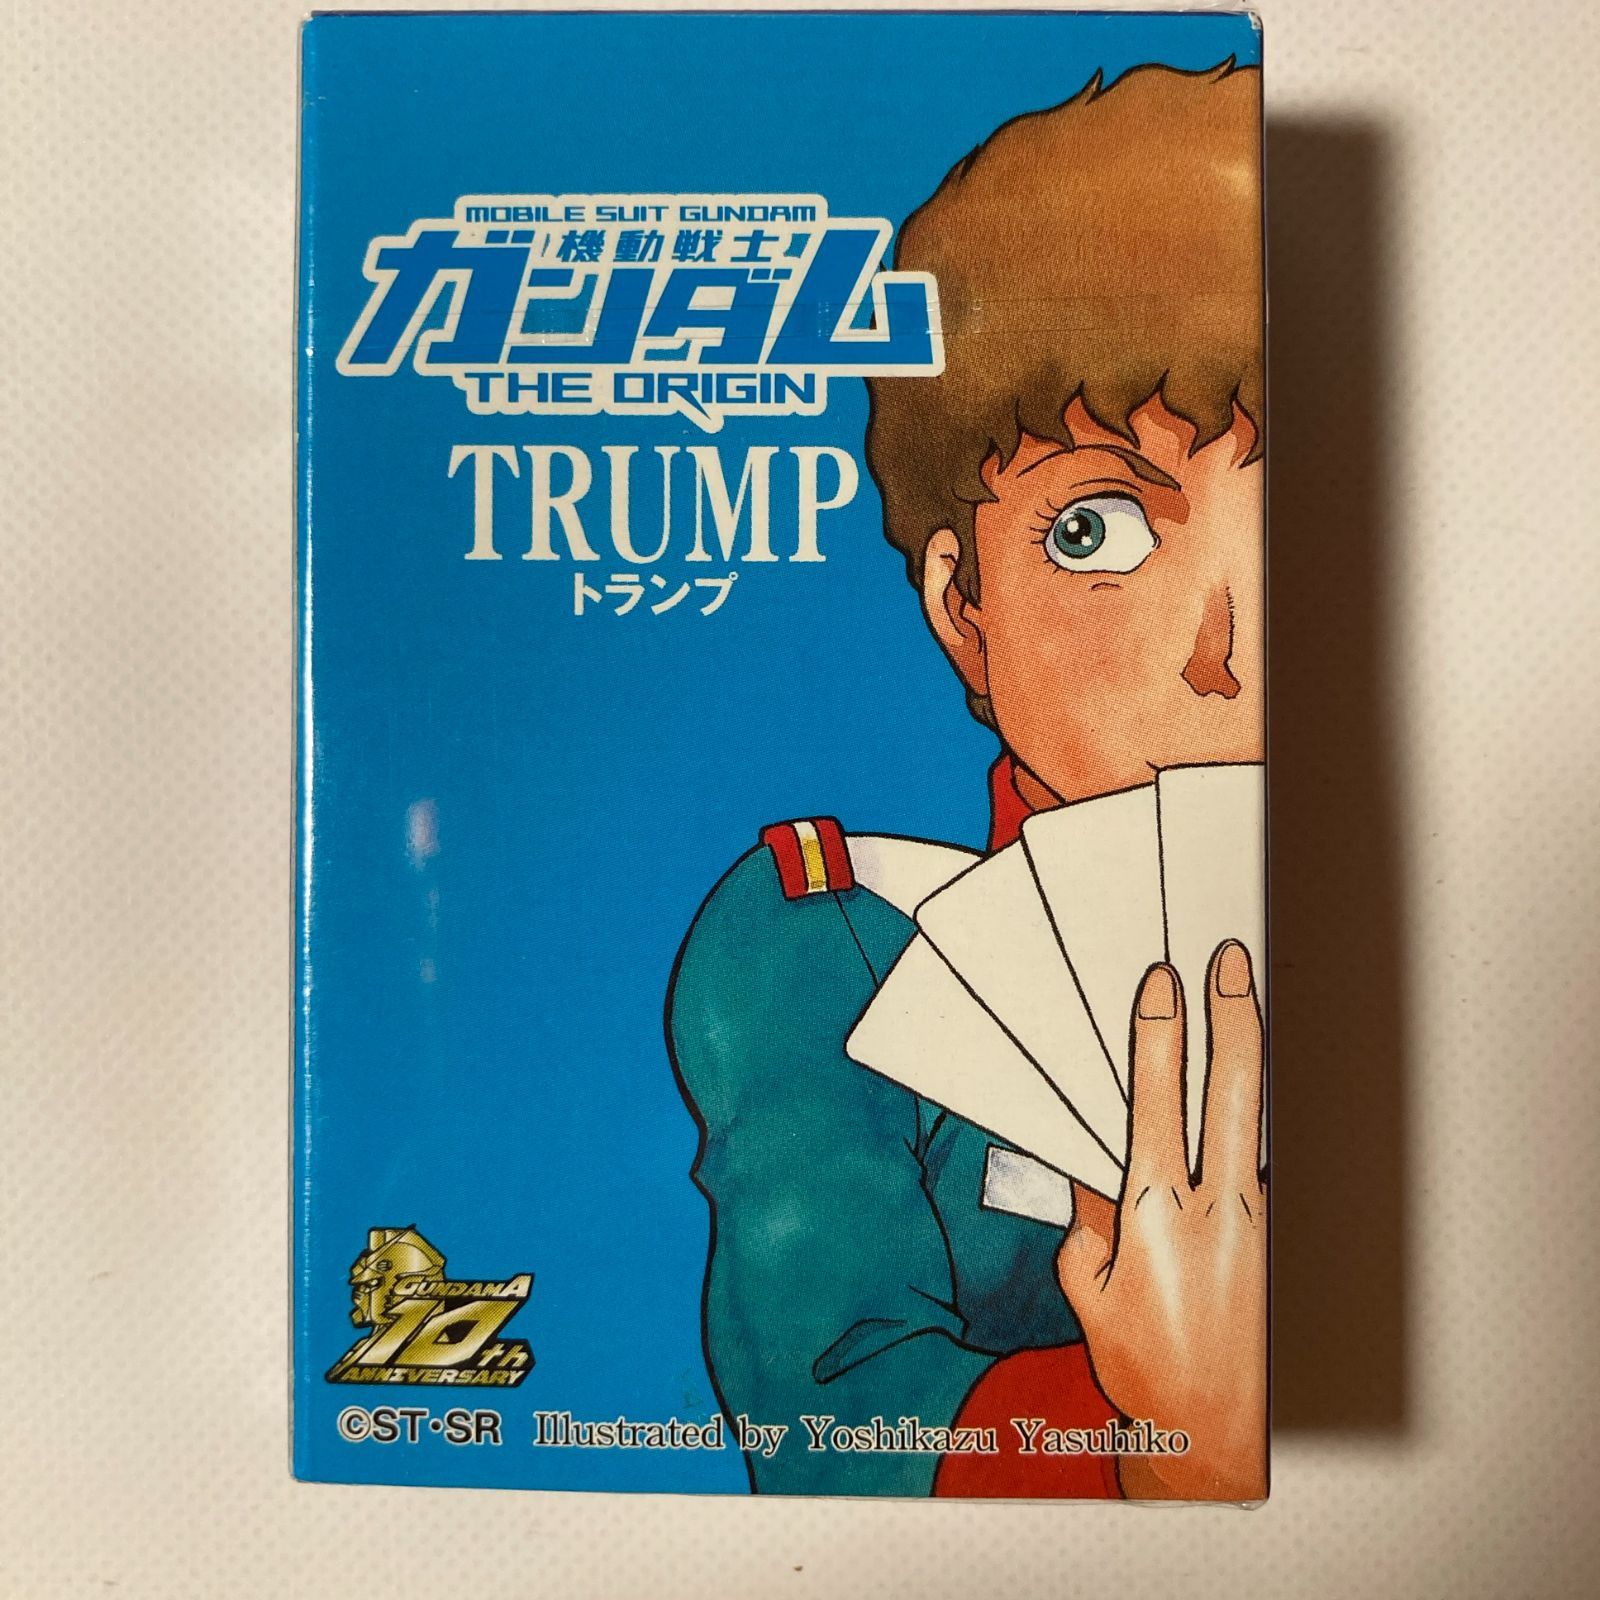 MOBILE SUIT GUNDAM
機動戦士
ガンダム
THE ORIGIN
TRUMP
トランプ
GUNDAM A
10th
ANNIVERSARY
©ST・SR Illustrated by Yoshikazu Yasuhiko